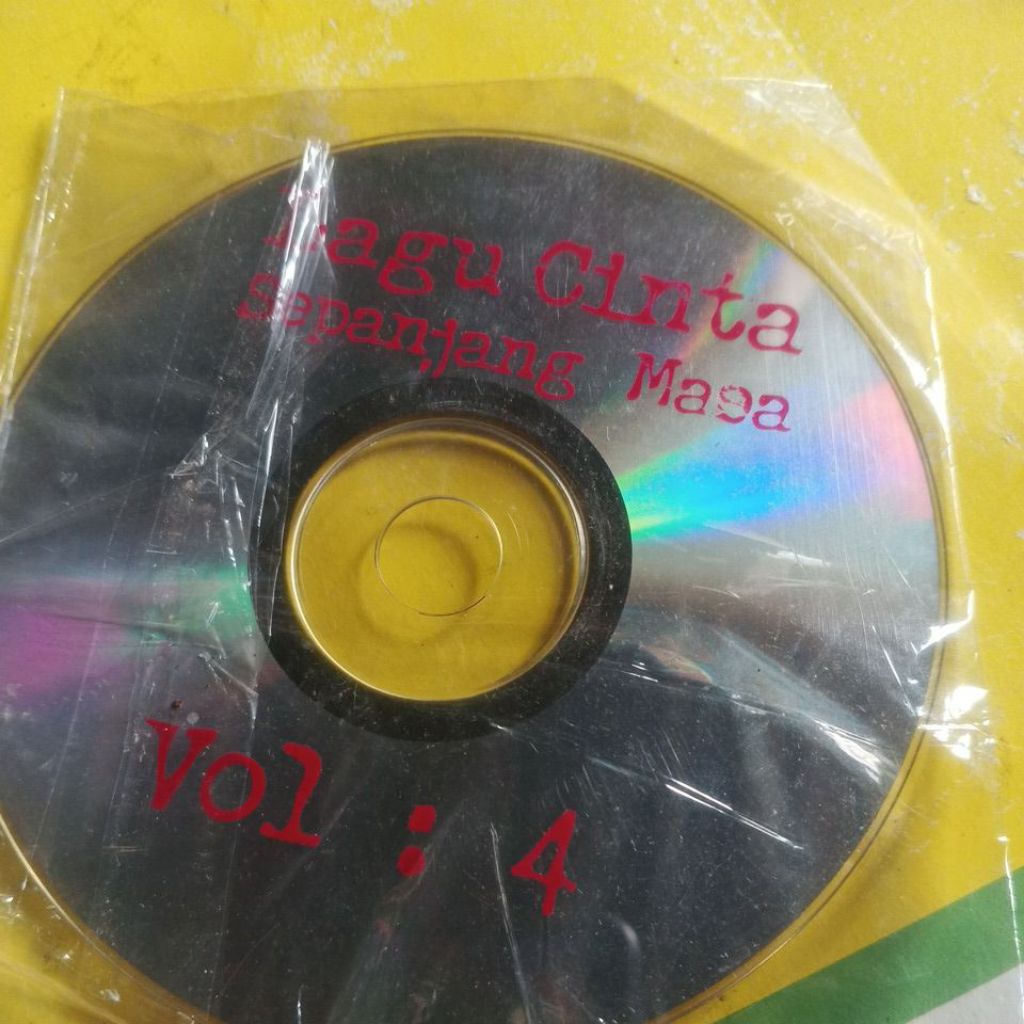 Lagu Cinta
Sepanjang Masa
Vol : 4